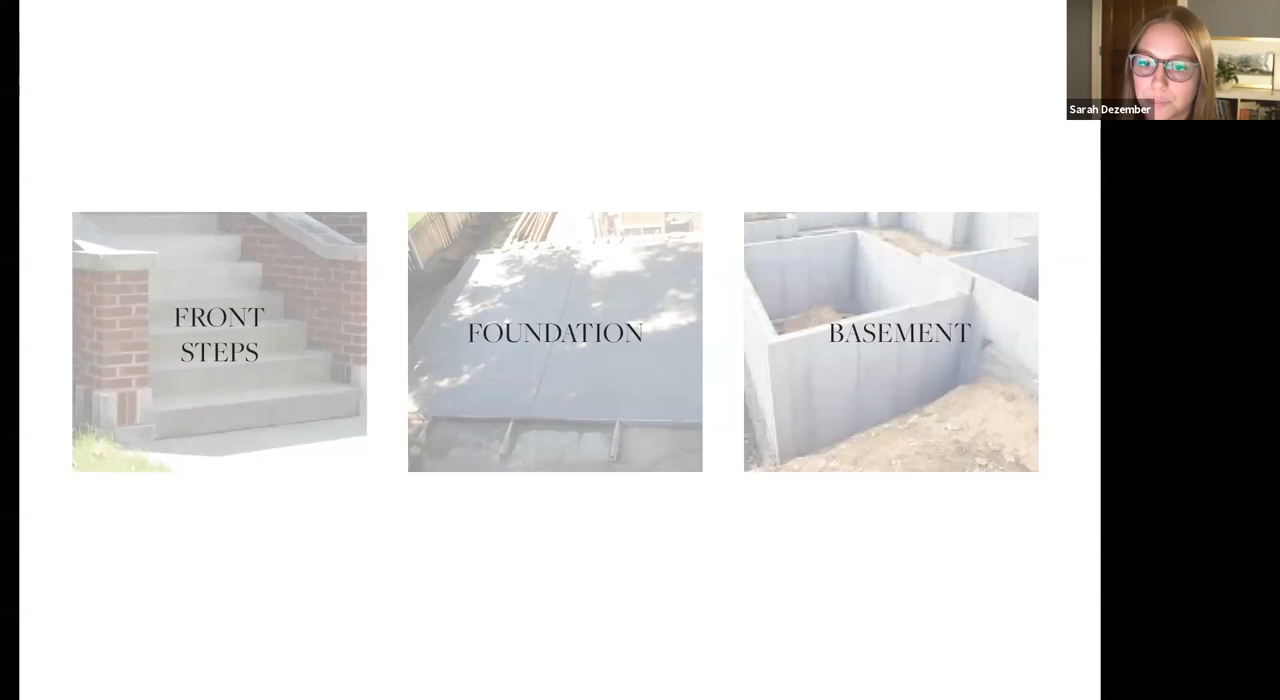 Sarah Dezember
FRONT
STEPS
FOUNDATION
BASEMENT